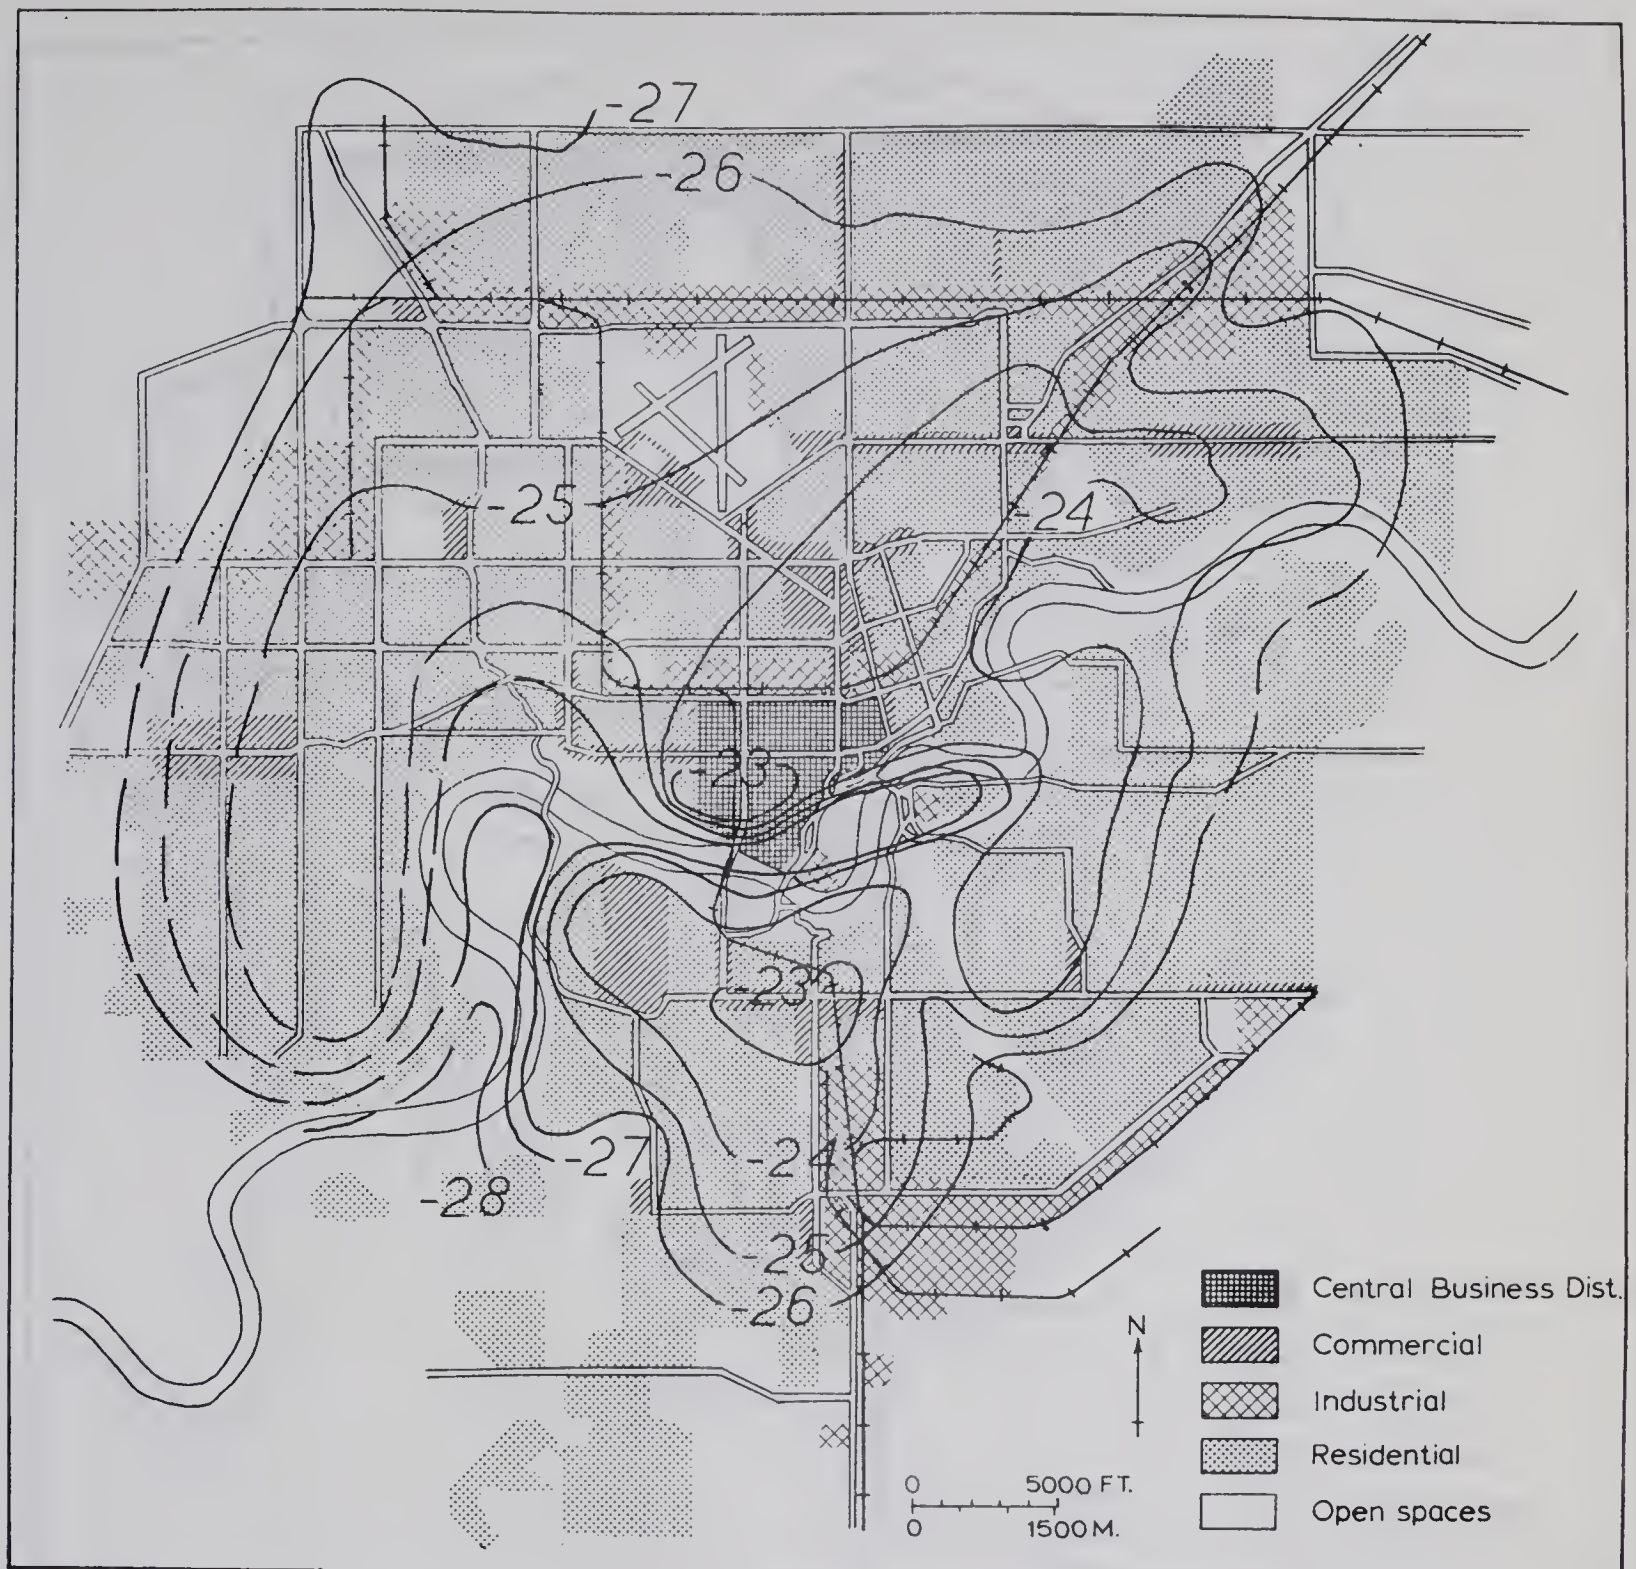 -27
-26
-25
-24
-23
-23
-24
-27
-28
-25
-26
N
Central Business Dist.
Commercial
Industrial
Residential
Open spaces
0 5000 FT.
0 1500 M.